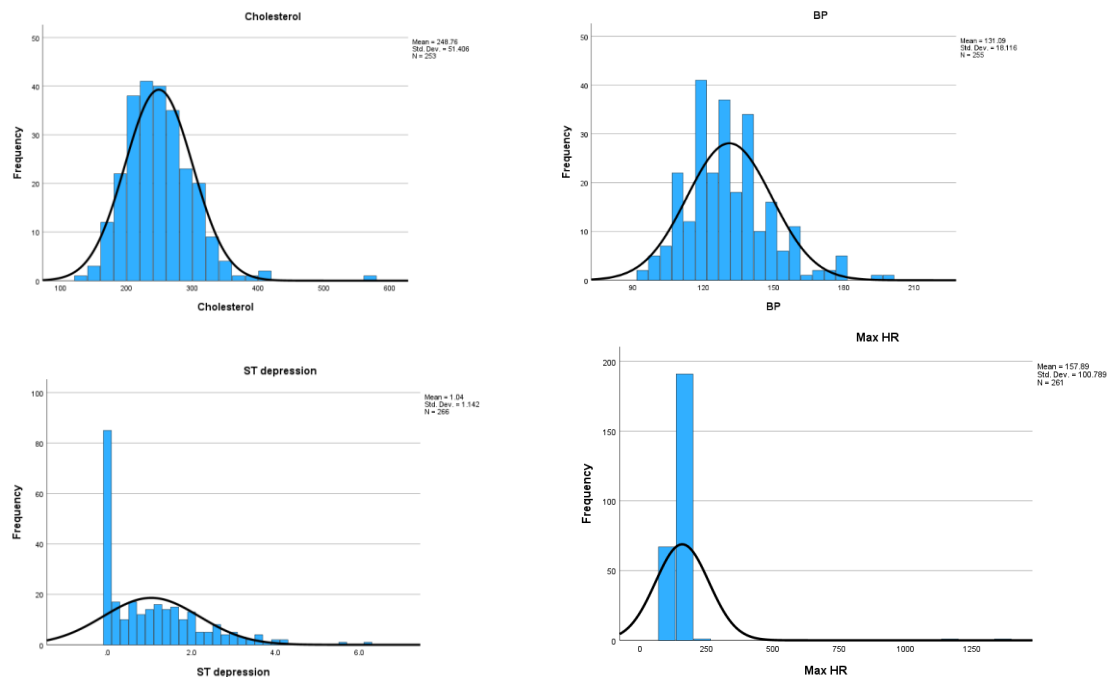 Cholesterol
Mean = 248.76
Std. Dev. = 51.406
N = 253
50
40
30
20
10
0
Frequency
100 200 300 400 500 600
Cholesterol
BP
Mean = 131.09
Std. Dev. = 18.116
N = 255
50
40
30
20
10
0
Frequency
90 120 150 180 210
BP
ST depression
Mean = 1.04
Std. Dev. = 1.142
N = 266
100
80
60
40
20
0
Frequency
.0 2.0 4.0 6.0
ST depression
Max HR
Mean = 157.89
Std. Dev. = 100.789
N = 261
200
150
100
50
0
Frequency
0 250 500 750 1000 1250
Max HR